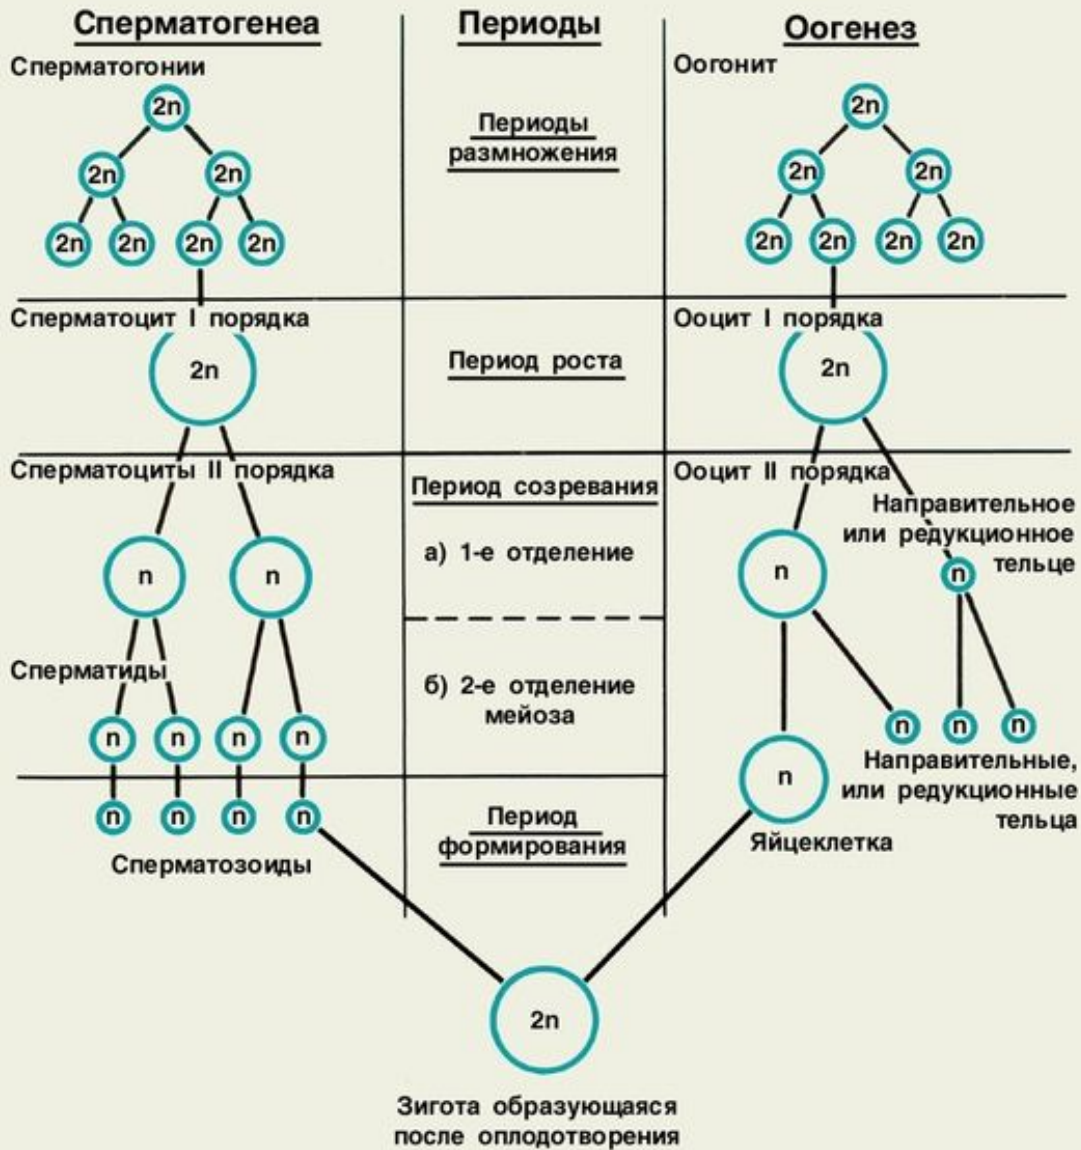 Сперматогенеа
Периоды
Оогенез
Сперматогонии
Оогонит
2n
2n
2n
2n
2n
2n
2n
Периоды
размножения
2n
2n
2n
2n
2n
2n
2n
Сперматоцит I порядка
2n
Период роста
Ооцит I порядка
2n
Сперматоциты II порядка
n
n
Период созревания
а) 1-е отделение
Ооцит II порядка
Направительное
или редукционное
тельце
n
n
Сперматиды
n
n
n
n
б) 2-е отделение
мейоза
n
n
n
n
Направительные,
или редукционные
тельца
n
n
n
n
Сперматозоиды
Период
формирования
Яйцеклетка
2n
Зигота образующаяся
после оплодотворения